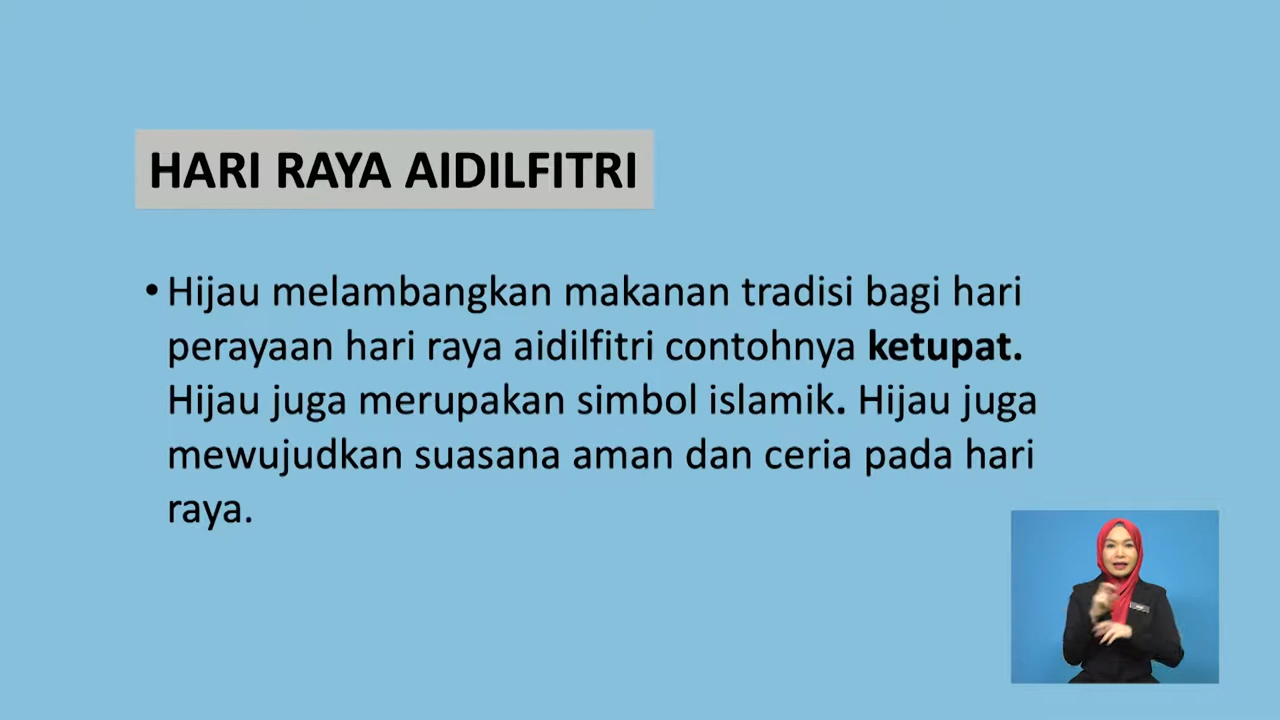 HARI RAYA AIDILFITRI
• Hijau melambangkan makanan tradisi bagi hari
perayaan hari raya aidilfitri contohnya ketupat.
Hijau juga merupakan simbol islamik. Hijau juga
mewujudkan suasana aman dan ceria pada hari
raya.